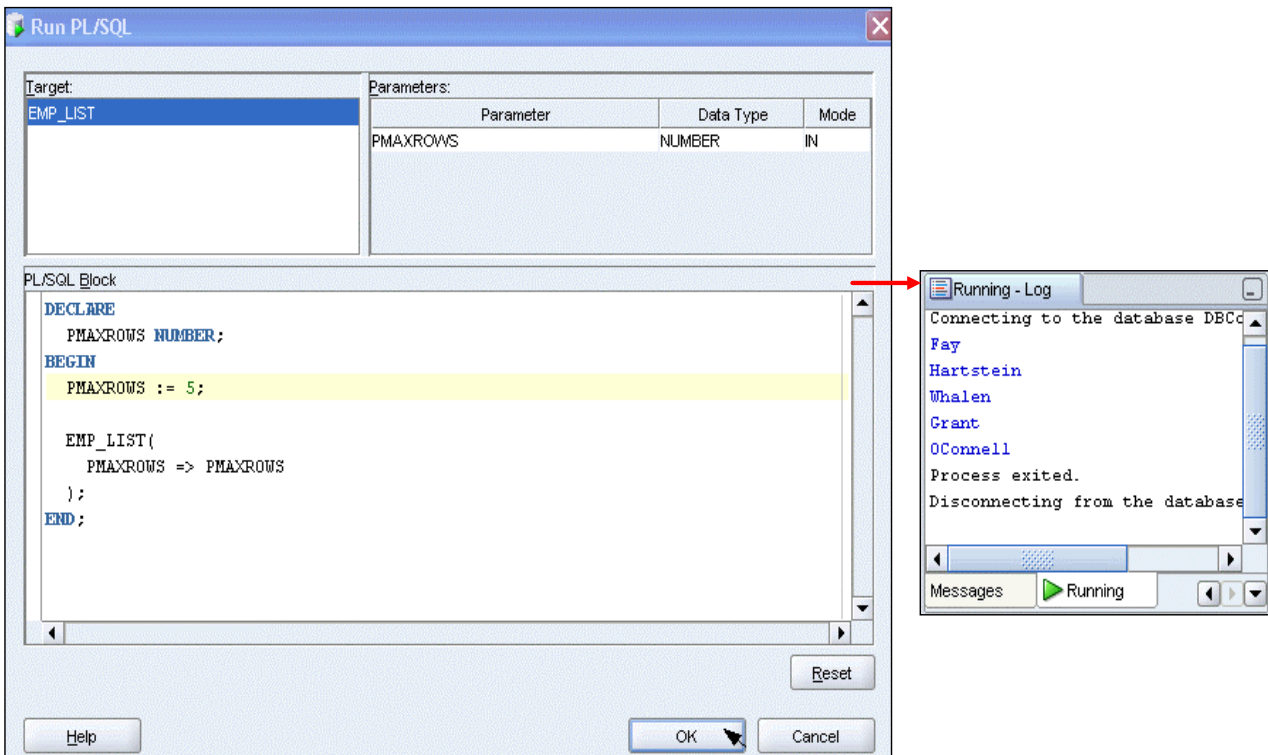 Run PL/SQL
Target:
EMP_LIST
Parameters:
Parameter Data Type Mode
PMAXROWS NUMBER IN
PL/SQL Block
DECLARE
PMAXROWS NUMBER;
BEGIN
PMAXROWS := 5;
EMP_LIST(
PMAXROWS => PMAXROWS
);
END;
Reset
Help
OK
Cancel
Running - Log
Connecting to the database DBCo
Fay
Hartstein
Whalen
Grant
OConnell
Process exited.
Disconnecting from the database
Messages
Running